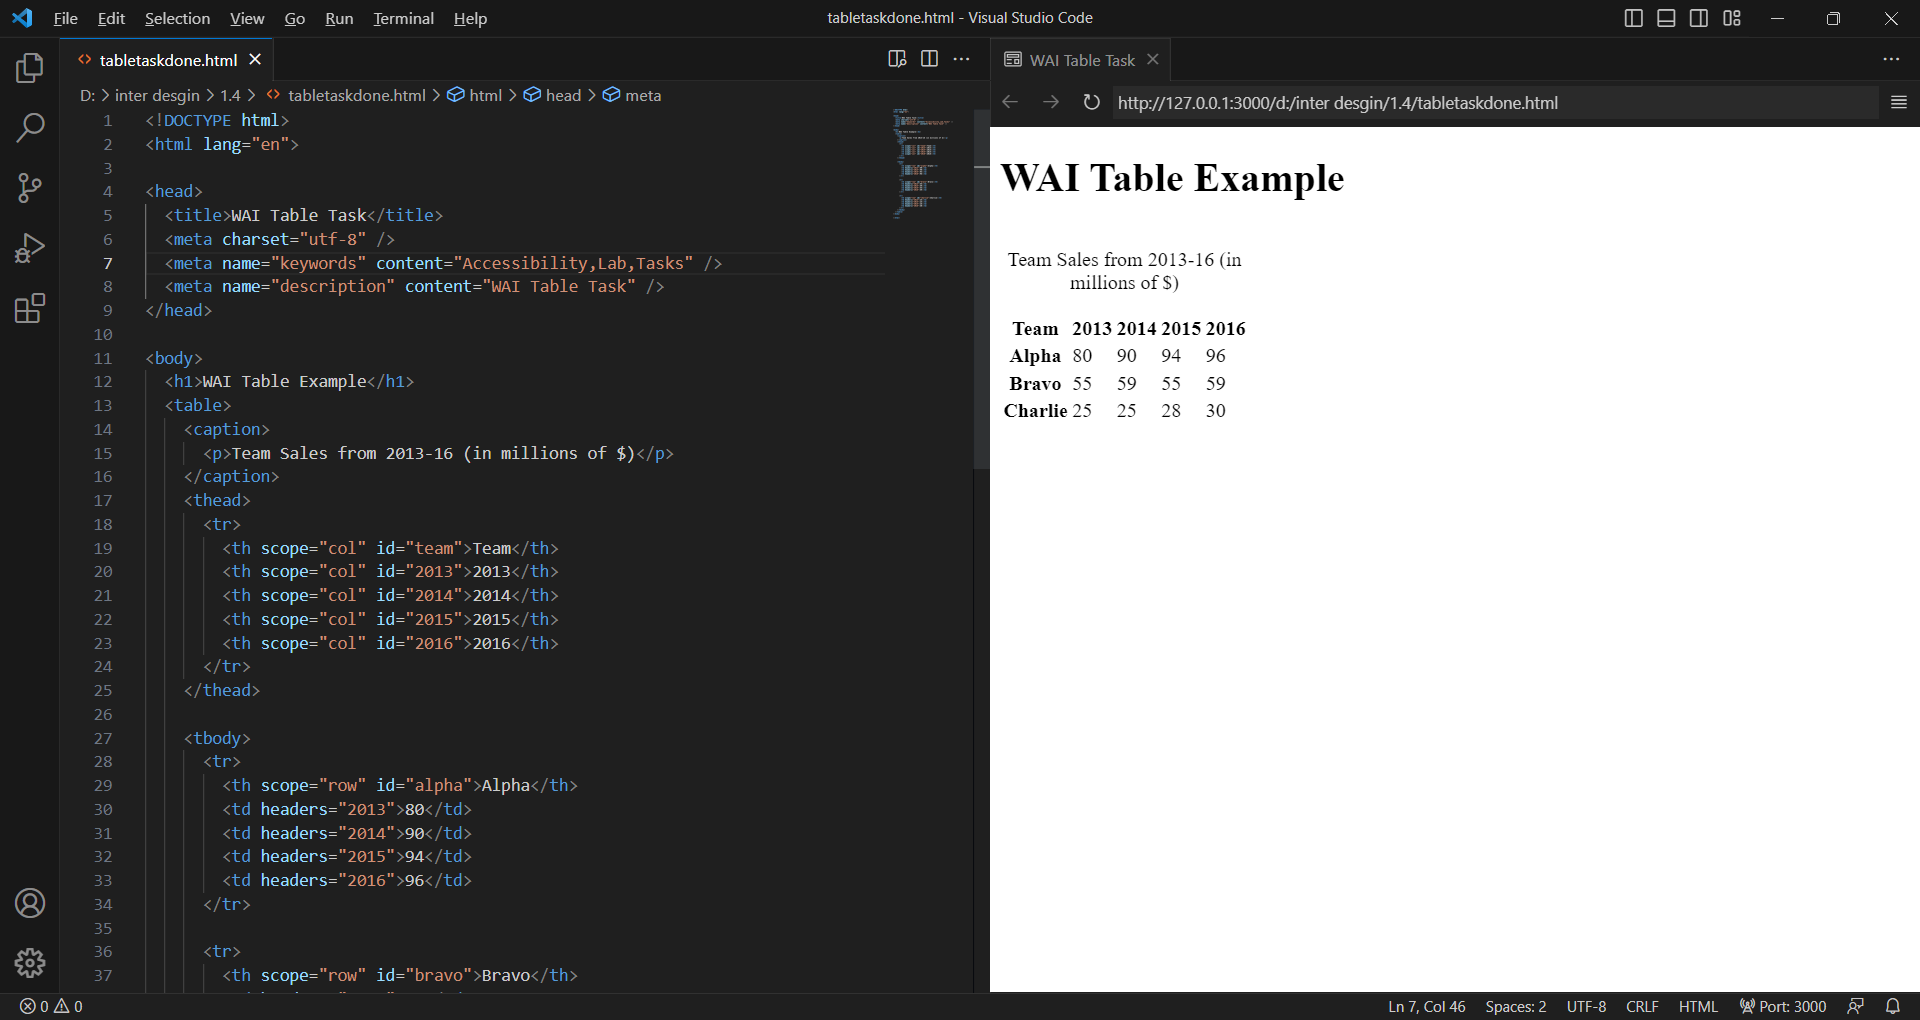 File Edit Selection View Go Run Terminal Help
tabletaskdone.html - Visual Studio Code
tabletaskdone.html
D: > inter desgin > 1.4 > tabletaskdone.html > html > head > meta
1 <!DOCTYPE html>
2 <html lang="en">
3
4 <head>
5 <title>WAI Table Task</title>
6 <meta charset="utf-8" />
7 <meta name="keywords" content="Accessibility,Lab,Tasks" />
8 <meta name="description" content="WAI Table Task" />
9 </head>
10
11 <body>
12 <h1>WAI Table Example</h1>
13 <table>
14 <caption>
15 <p>Team Sales from 2013-16 (in millions of $)</p>
16 </caption>
17 <thead>
18 <tr>
19 <th scope="col" id="team">Team</th>
20 <th scope="col" id="2013">2013</th>
21 <th scope="col" id="2014">2014</th>
22 <th scope="col" id="2015">2015</th>
23 <th scope="col" id="2016">2016</th>
24 </tr>
25 </thead>
26
27 <tbody>
28 <tr>
29 <th scope="row" id="alpha">Alpha</th>
30 <td headers="2013">80</td>
31 <td headers="2014">90</td>
32 <td headers="2015">94</td>
33 <td headers="2016">96</td>
34 </tr>
35
36 <tr>
37 <th scope="row" id="bravo">Bravo</th>
WAI Table Task
http://127.0.0.1:3000/d:/inter desgin/1.4/tabletaskdone.html
WAI Table Example
Team Sales from 2013-16 (in
millions of $)
Team 2013 2014 2015 2016
Alpha 80 90 94 96
Bravo 55 59 55 59
Charlie 25 25 28 30
0 0
Ln 7, Col 46 Spaces: 2 UTF-8 CRLF HTML Port: 3000